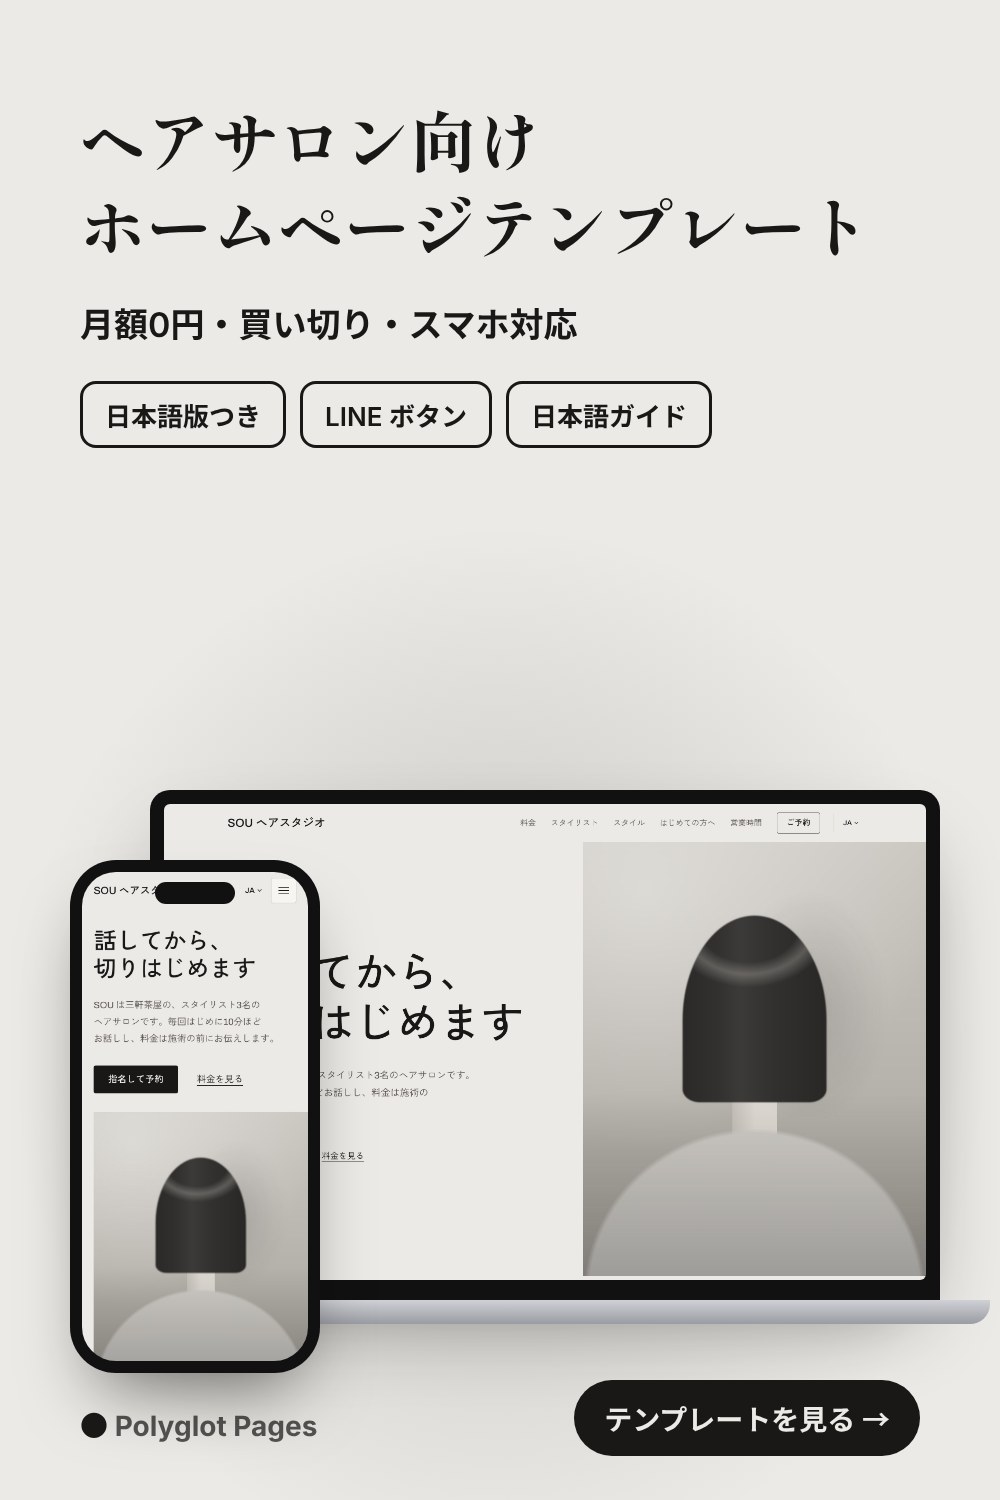 ヘアサロン向け
ホームページテンプレート
月額0円・買い切り・スマホ対応
日本語版つき
LINE ボタン
日本語ガイド
SOU ヘアスタジオ
料金
スタイリスト
スタイル
はじめての方へ
営業時間
ご予約
JA
てから、
はじめます
スタイリスト3名のヘアサロンです。
お話しし、料金は施術の
料金を見る
SOU ヘアス
JA
話してから、
切りはじめます
SOU は三軒茶屋の、スタイリスト3名の
ヘアサロンです。毎回はじめに10分ほど
お話しし、料金は施術の前にお伝えします。
指名して予約
料金を見る
Polyglot Pages
テンプレートを見る →